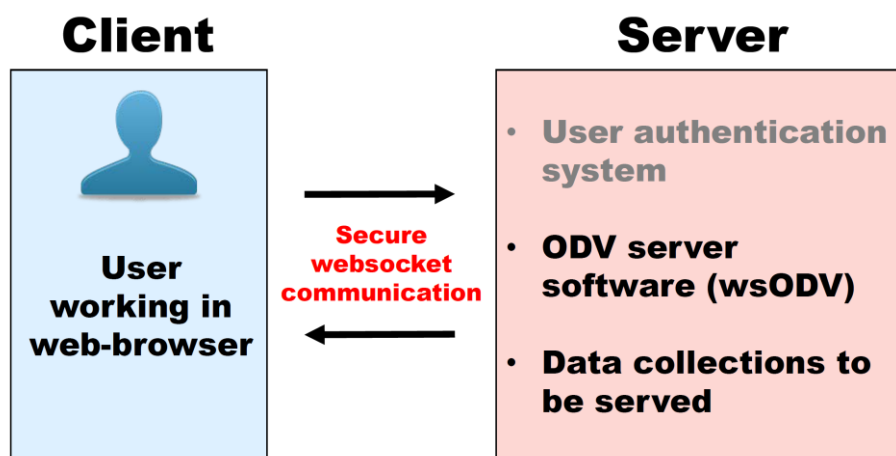 Client
User
working in
web-browser
Secure
websocket
communication
Server
• User authentication
system
• ODV server
software (wsODV)
• Data collections to
be served